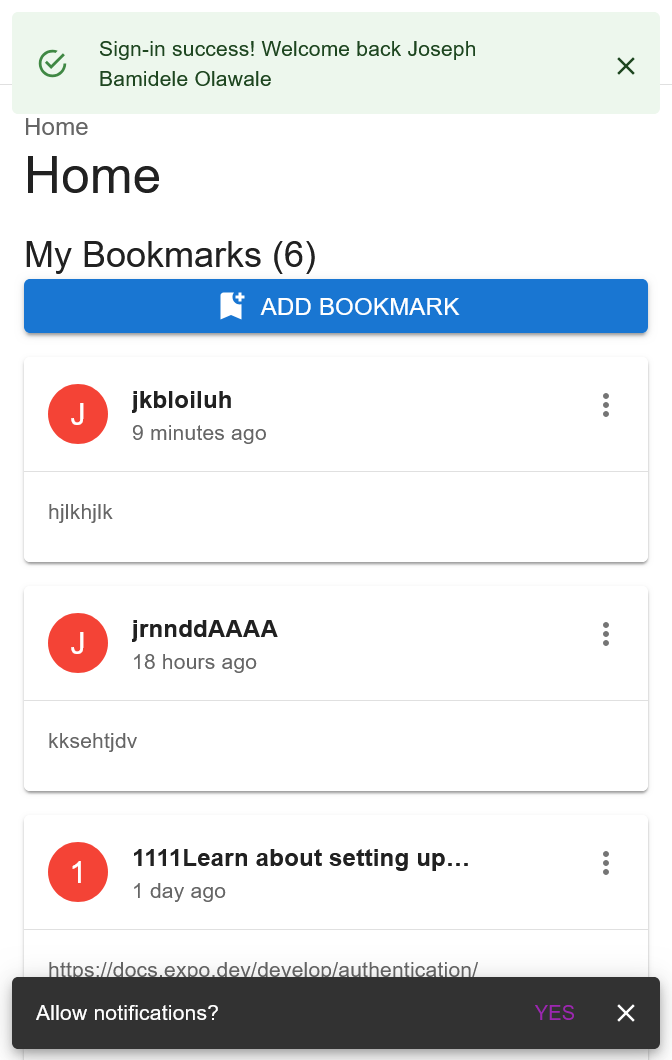 Sign-in success! Welcome back Joseph
Bamidele Olawale
Home
Home
My Bookmarks (6)
ADD BOOKMARK
J
jkbloiluh
9 minutes ago
hjlkhjlk
J
jrnnddAAAA
18 hours ago
kksehtjdv
1
1111Learn about setting up...
1 day ago
https://docs.expo.dev/develop/authentication/
Allow notifications?
YES